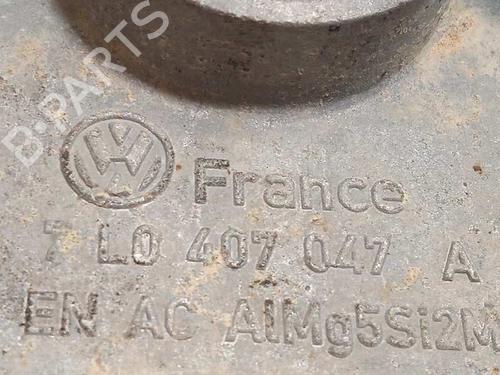 B-PARTS
VW France
7L0 407 047 A
EN AC AlMg5Si2M